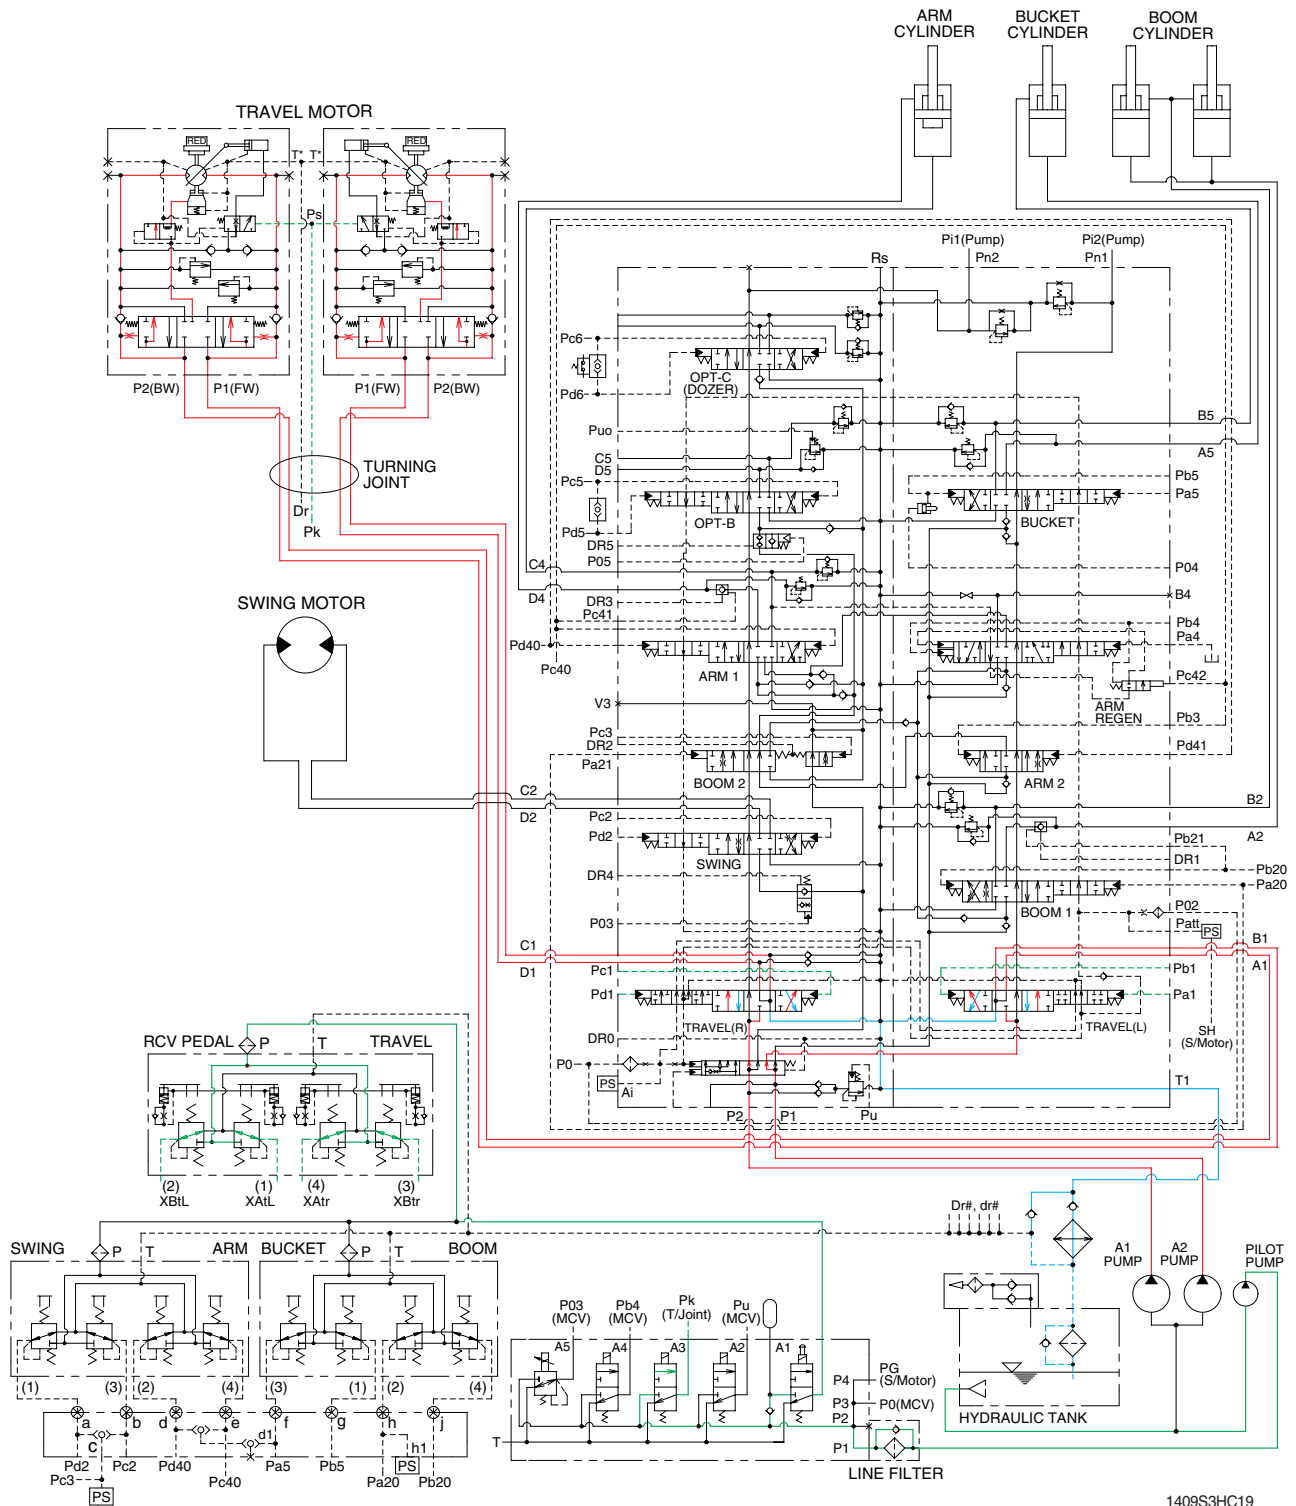 ARM
CYLINDER
BUCKET
CYLINDER
BOOM
CYLINDER
TRAVEL MOTOR
RED
RED
T*
T*
Ps
P2(BW)
P1(FW)
P1(FW)
P2(BW)
TURNING
JOINT
Dr
Pk
SWING MOTOR
Rs
Pi1(Pump)
Pn2
Pi2(Pump)
Pn1
Pc6
OPT-C
(DOZER)
Pd6
Puo
C5
D5
Pc5
OPT-B
Pd5
DR5
P05
C4
D4
DR3
Pc41
Pd40
Pc40
ARM 1
V3
Pc3
DR2
Pa21
BOOM 2
C2
D2
Pc2
Pd2
SWING
DR4
P03
C1
D1
Pc1
Pd1
TRAVEL(R)
DR0
P0
PS
Ai
P2
P1
Pu
B5
A5
Pb5
Pa5
BUCKET
P04
B4
Pb4
Pa4
Pc42
ARM
REGEN
Pb3
Pd41
ARM 2
B2
A2
Pb21
DR1
Pb20
Pa20
BOOM 1
P02
Patt
PS
B1
A1
Pb1
Pa1
TRAVEL(L)
SH
(S/Motor)
T1
RCV PEDAL
P
T
TRAVEL
(2)
XBtL
(1)
XAtL
(4)
XAtr
(3)
XBtr
SWING
P
T
ARM
BUCKET
P
T
BOOM
(1)
(3)
(2)
(4)
(3)
(1)
(2)
(4)
a
b
d
e
f
g
h
j
c
d1
h1
Pd2
Pc2
Pd40
Pa5
Pb5
Pa20
PS
Pb20
Pc3
Pc40
PS
P03
(MCV)
Pb4
(MCV)
Pk
(T/Joint)
Pu
(MCV)
A5
A4
A3
A2
A1
T
P4
PG
(S/Motor)
P3
P0(MCV)
P2
P1
LINE FILTER
Dr#, dr#
A1
PUMP
A2
PUMP
PILOT
PUMP
HYDRAULIC TANK
1409S3HC19